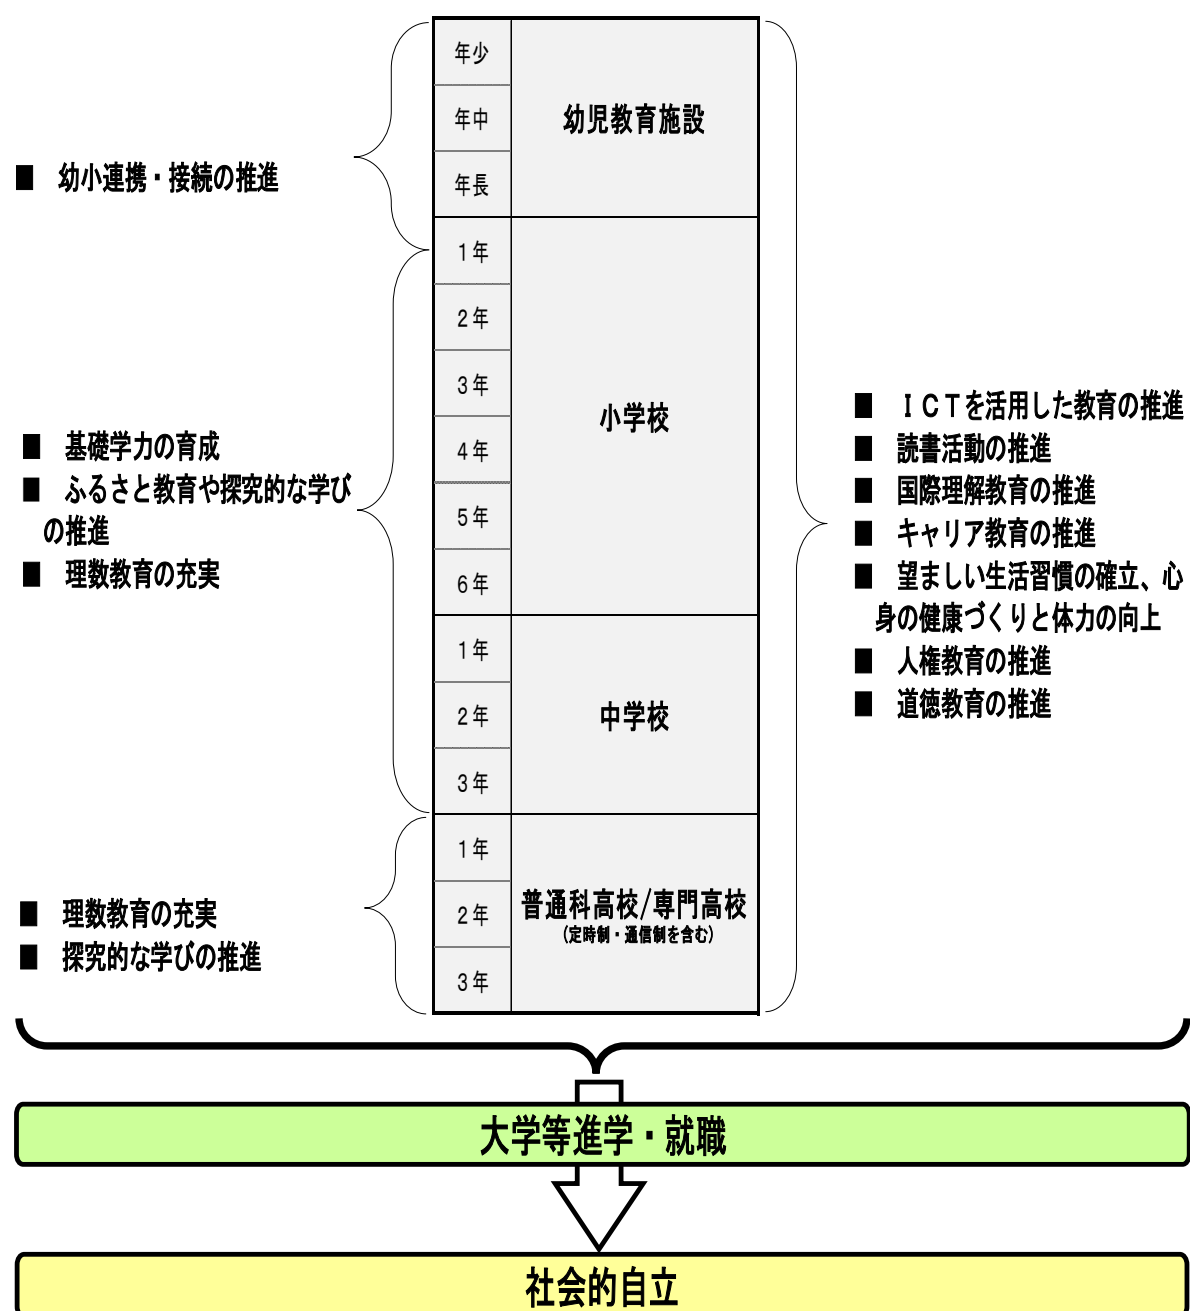 年少
年中
年長
幼児教育施設
■　幼小連携・接続の推進
1年
2年
3年
4年
5年
6年
小学校
■　基礎学力の育成
■　ふるさと教育や探究的な学び
の推進
■　理数教育の充実
1年
2年
3年
中学校
1年
2年
3年
普通科高校/専門高校
(定時制・通信制を含む)
■　理数教育の充実
■　探究的な学びの推進
■　ＩＣＴを活用した教育の推進
■　読書活動の推進
■　国際理解教育の推進
■　キャリア教育の推進
■　望ましい生活習慣の確立、心
身の健康づくりと体力の向上
■　人権教育の推進
■　道徳教育の推進
大学等進学・就職
社会的自立